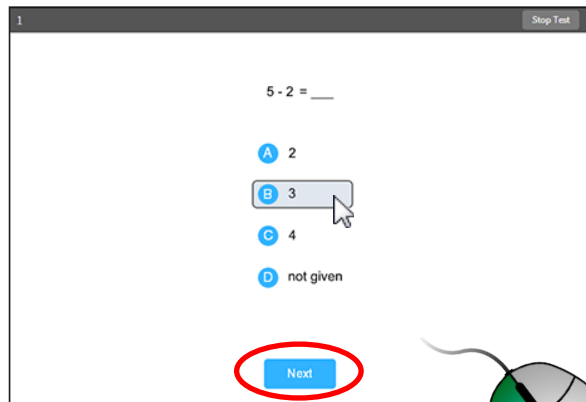 1 Stop Test
5 - 2 = ___
A 2
B 3
C 4
D not given
Next